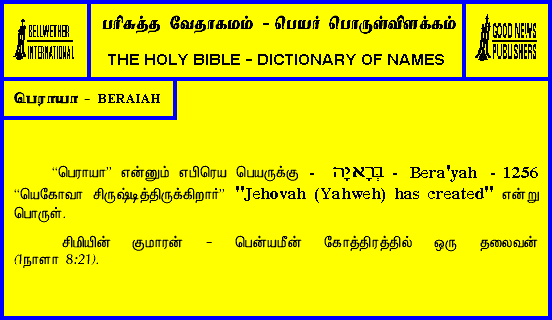 BELLWETHER
INTERNATIONAL
பரிசுத்த வேதாகமம் - பெயர் பொருள்விளக்கம்
THE HOLY BIBLE - DICTIONARY OF NAMES
GOOD NEWS
PUBLISHERS
பெராயா - BERAIAH
“பெராயா” என்னும் எபிரெய பெயருக்கு - בְּרָאיָה - Bera'yah - 1256
“யெகோவா சிருஷ்டித்திருக்கிறார்” "Jehovah (Yahweh) has created" என்று
பொருள்.
சிமியின் குமாரன் - பென்யமீன் கோத்திரத்தில் ஒரு தலைவன்
(1நாளா 8:21).